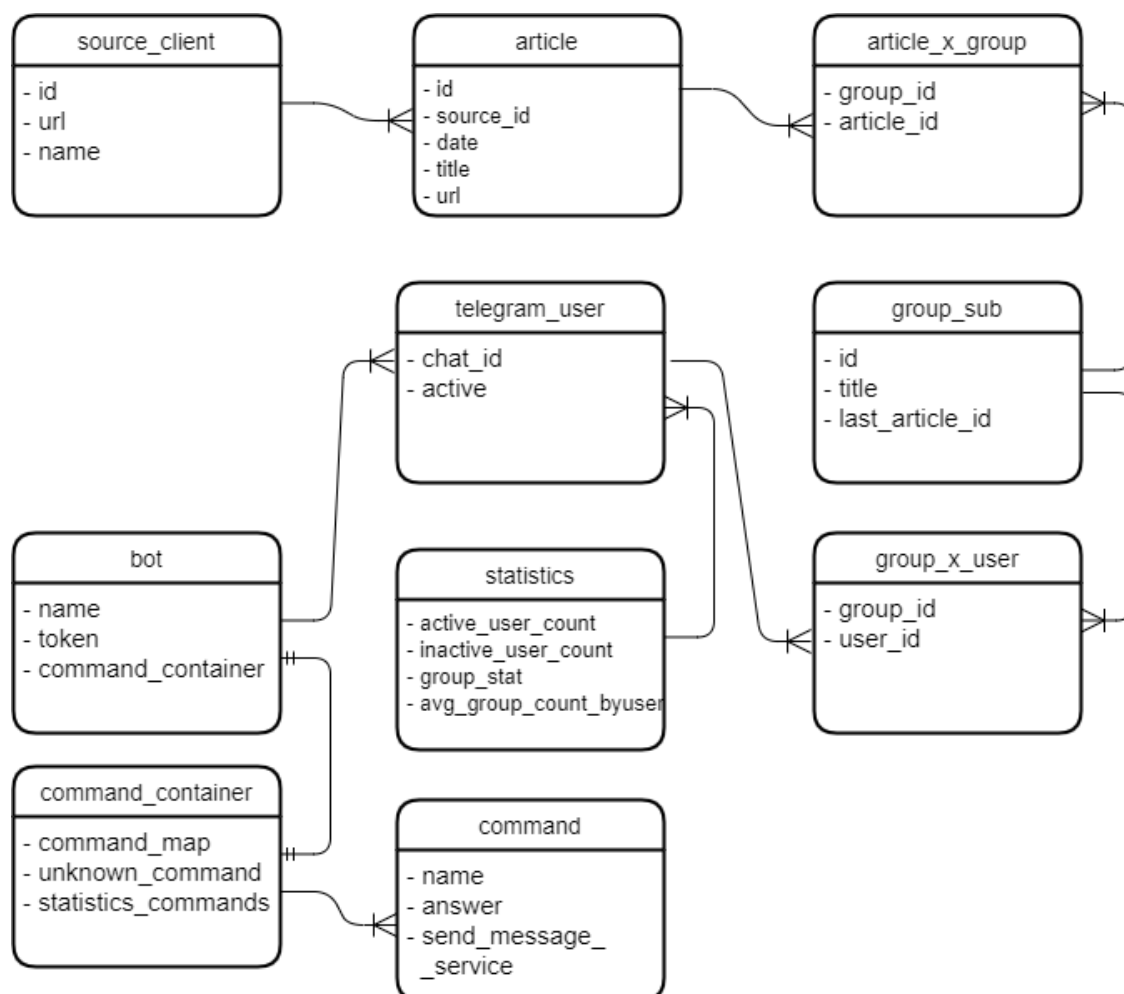 source_client
- id
- url
- name
article
- id
- source_id
- date
- title
- url
article_x_group
- group_id
- article_id
telegram_user
- chat_id
- active
group_sub
- id
- title
- last_article_id
bot
- name
- token
- command_container
statistics
- active_user_count
- inactive_user_count
- group_stat
- avg_group_count_byuser
group_x_user
- group_id
- user_id
command_container
- command_map
- unknown_command
- statistics_commands
command
- name
- answer
- send_message_
_service